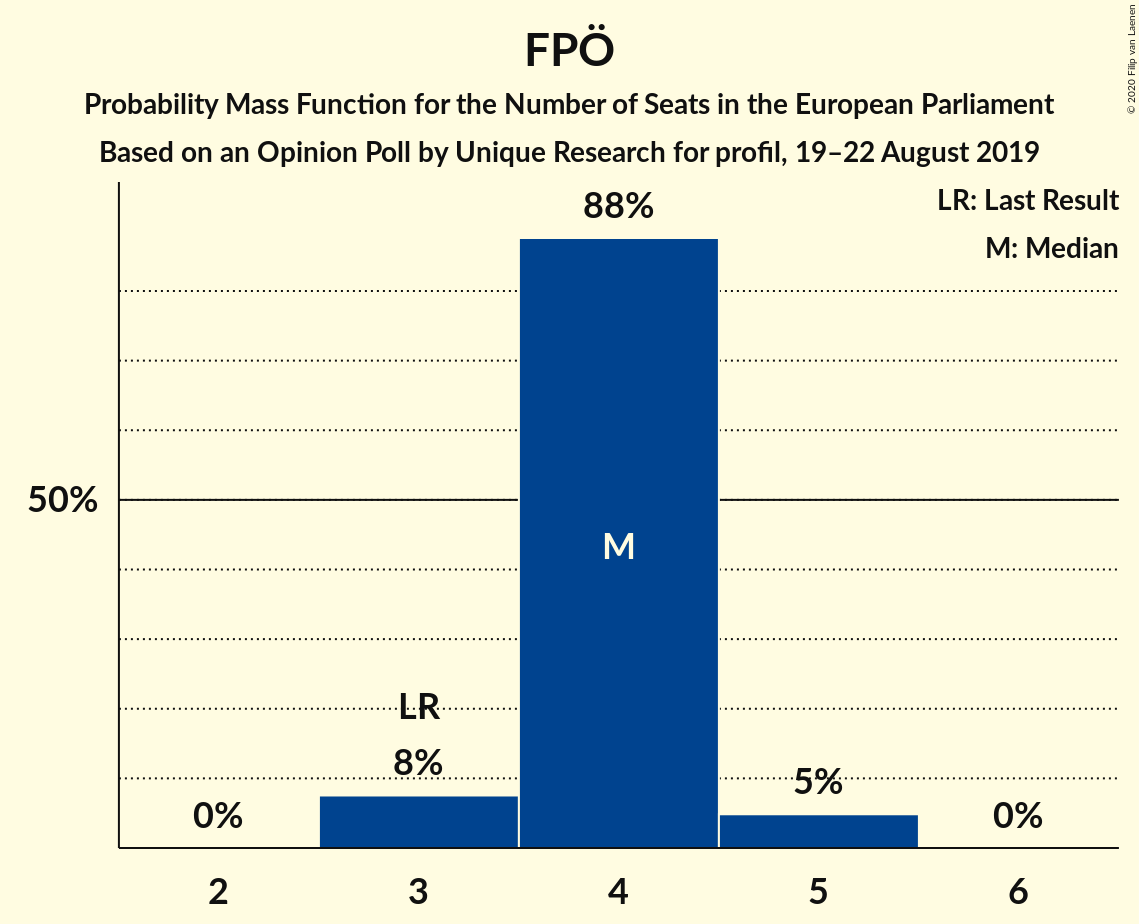 FPÖ
Probability Mass Function for the Number of Seats in the European Parliament
Based on an Opinion Poll by Unique Research for profil, 19–22 August 2019
© 2020 Filip van Laenen
LR: Last Result
M: Median
88%
50%
M
LR
8%
5%
0%
0%
2
3
4
5
6